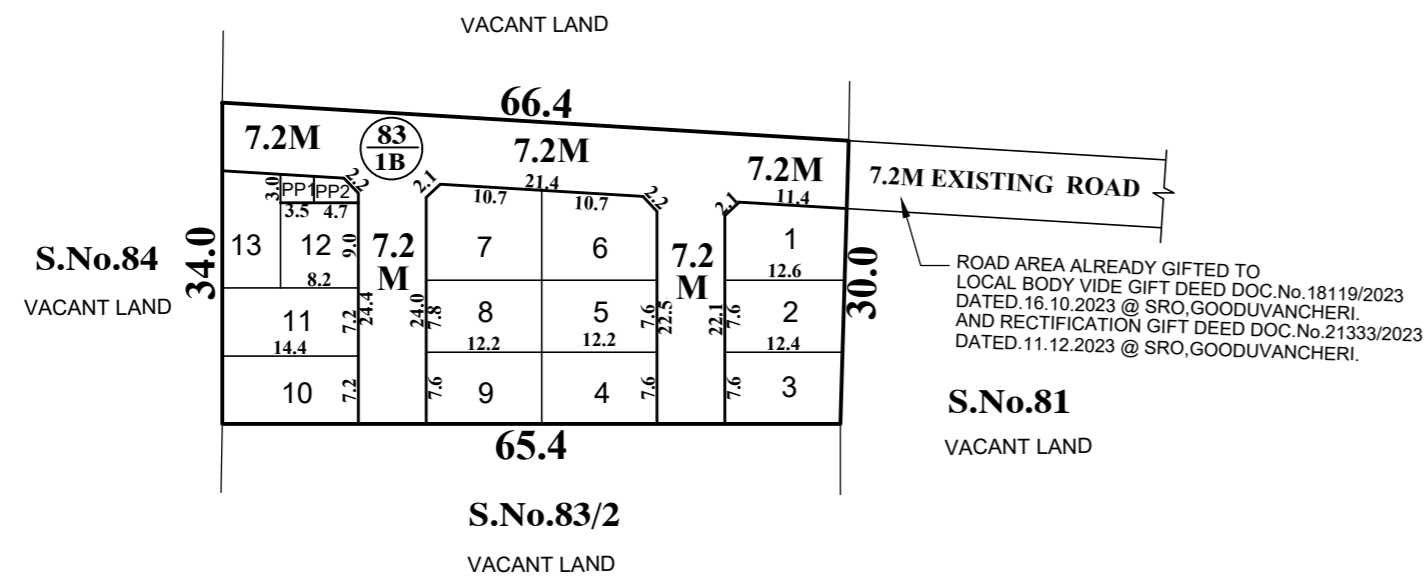 VACANT LAND
66.4
7.2M
83
1B
7.2M
7.2M
7.2M EXISTING ROAD
3.0
PP1
PP2
2.2
2.1
21.4
10.7
10.7
2.2
2.1
11.4
3.5
4.7
S.No.84
VACANT LAND
34.0
13
12
9.0
8.2
7.2
M
7
6
7.2
M
1
12.6
30.0
ROAD AREA ALREADY GIFTED TO
LOCAL BODY VIDE GIFT DEED DOC.No.18119/2023
DATED.16.10.2023 @ SRO,GOODUVANCHERI.
AND RECTIFICATION GIFT DEED DOC.No.21333/2023
DATED.11.12.2023 @ SRO,GOODUVANCHERI.
11
14.4
7.2
24.4
24.0
7.8
8
12.2
5
12.2
7.6
22.5
22.1
7.6
2
12.4
10
7.2
7.6
9
4
7.6
7.6
3
S.No.81
VACANT LAND
65.4
S.No.83/2
VACANT LAND